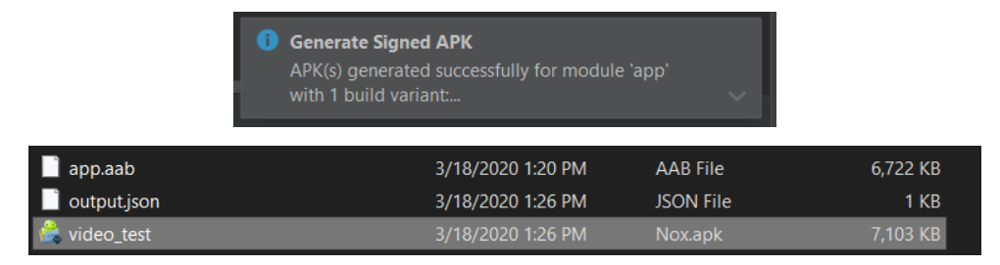 Generate Signed APK
APK(s) generated successfully for module 'app'
with 1 build variant:...
app.aab 3/18/2020 1:20 PM AAB File 6,722 KB
output.json 3/18/2020 1:26 PM JSON File 1 KB
video_test 3/18/2020 1:26 PM Nox.apk 7,103 KB